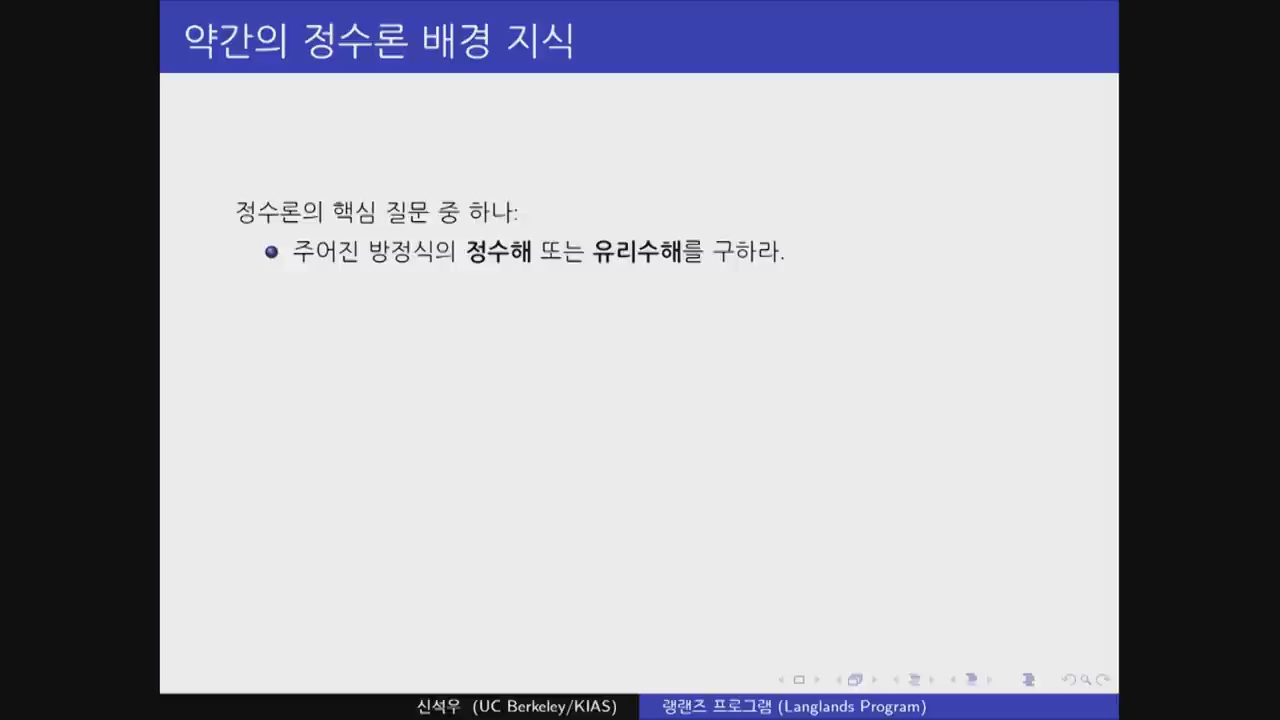 약간의 정수론 배경 지식
정수론의 핵심 질문 중 하나:
주어진 방정식의 정수해 또는 유리수해를 구하라.
신석우 (UC Berkeley/KIAS)
랭랜즈 프로그램 (Langlands Program)